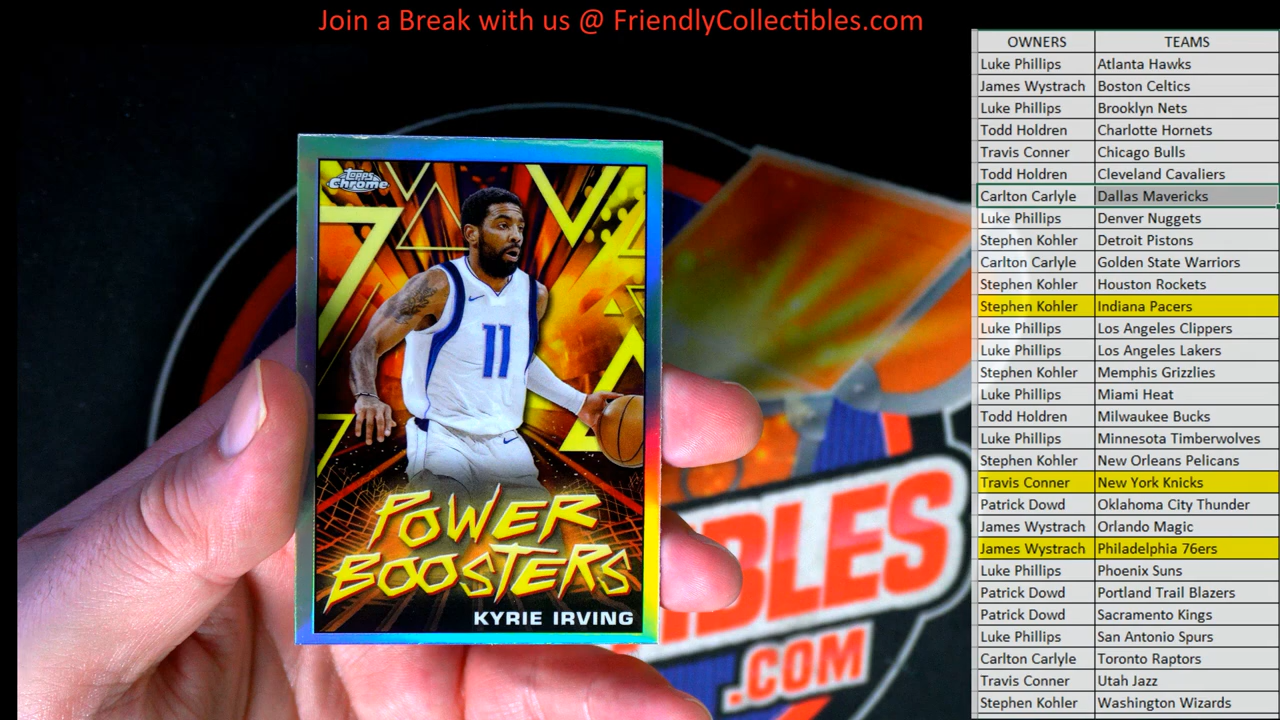 Join a Break with us @ FriendlyCollectibles.com
Topps
Chrome
11
POWER
BOOSTERS
KYRIE IRVING
IBLES
.COM
OWNERS TEAMS
Luke Phillips Atlanta Hawks
James Wystrach Boston Celtics
Luke Phillips Brooklyn Nets
Todd Holdren Charlotte Hornets
Travis Conner Chicago Bulls
Todd Holdren Cleveland Cavaliers
Carlton Carlyle Dallas Mavericks
Luke Phillips Denver Nuggets
Stephen Kohler Detroit Pistons
Carlton Carlyle Golden State Warriors
Stephen Kohler Houston Rockets
Stephen Kohler Indiana Pacers
Luke Phillips Los Angeles Clippers
Luke Phillips Los Angeles Lakers
Stephen Kohler Memphis Grizzlies
Luke Phillips Miami Heat
Todd Holdren Milwaukee Bucks
Luke Phillips Minnesota Timberwolves
Stephen Kohler New Orleans Pelicans
Travis Conner New York Knicks
Patrick Dowd Oklahoma City Thunder
James Wystrach Orlando Magic
James Wystrach Philadelphia 76ers
Luke Phillips Phoenix Suns
Patrick Dowd Portland Trail Blazers
Patrick Dowd Sacramento Kings
Luke Phillips San Antonio Spurs
Carlton Carlyle Toronto Raptors
Travis Conner Utah Jazz
Stephen Kohler Washington Wizards